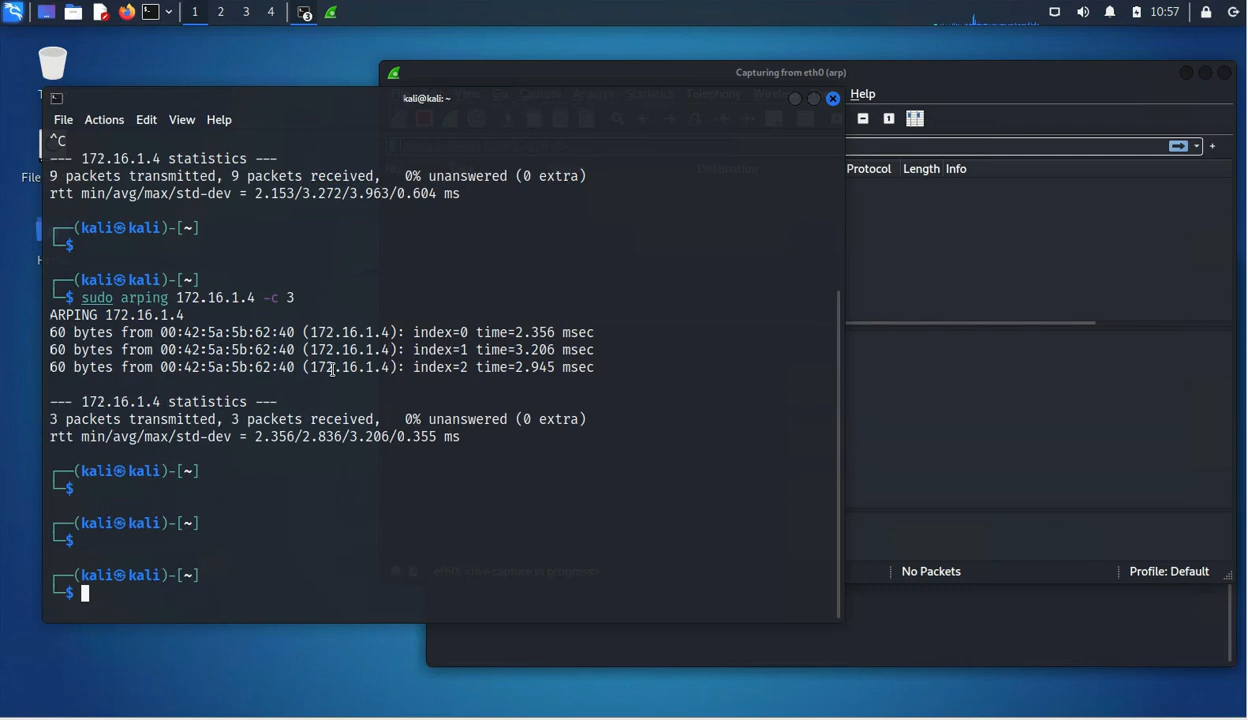 1
2
3
4
3
10:57
Capturing from eth0 (arp)
kali@kali: ~
Help
File Actions Edit View Help
^C
--- 172.16.1.4 statistics ---
9 packets transmitted, 9 packets received,   0% unanswered (0 extra)
rtt min/avg/max/std-dev = 2.153/3.272/3.963/0.604 ms
┌──(kali㉿kali)-[~]
└─$
┌──(kali㉿kali)-[~]
└─$ sudo arping 172.16.1.4 -c 3
ARPING 172.16.1.4
60 bytes from 00:42:5a:5b:62:40 (172.16.1.4): index=0 time=2.356 msec
60 bytes from 00:42:5a:5b:62:40 (172.16.1.4): index=1 time=3.206 msec
60 bytes from 00:42:5a:5b:62:40 (172.16.1.4): index=2 time=2.945 msec
--- 172.16.1.4 statistics ---
3 packets transmitted, 3 packets received,   0% unanswered (0 extra)
rtt min/avg/max/std-dev = 2.356/2.836/3.206/0.355 ms
┌──(kali㉿kali)-[~]
└─$
┌──(kali㉿kali)-[~]
└─$
┌──(kali㉿kali)-[~]
└─$
Destination Protocol Length Info
eth0: <live capture in progress> No Packets Profile: Default